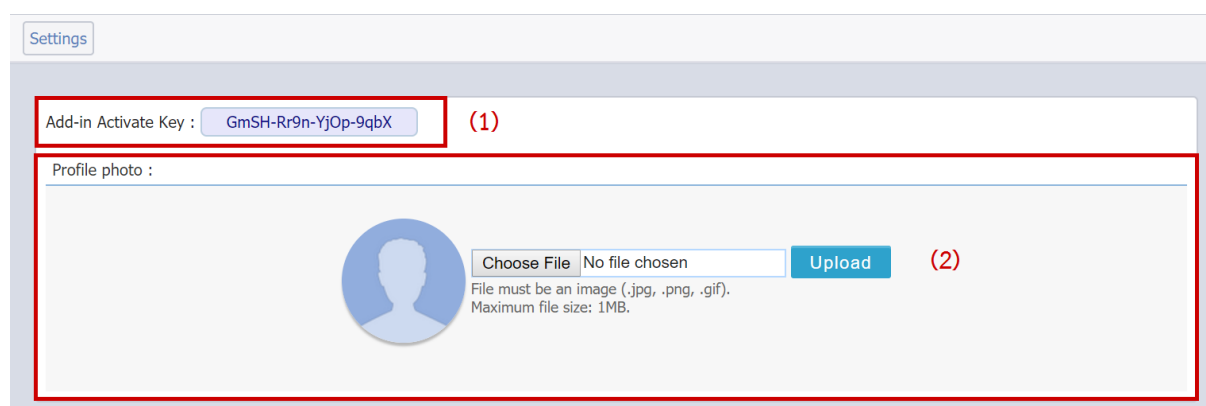 Settings
Add-in Activate Key : GmSH-Rr9n-YjOp-9qbX (1)
Profile photo :
Choose File No file chosen Upload (2)
File must be an image (.jpg, .png, .gif).
Maximum file size: 1MB.